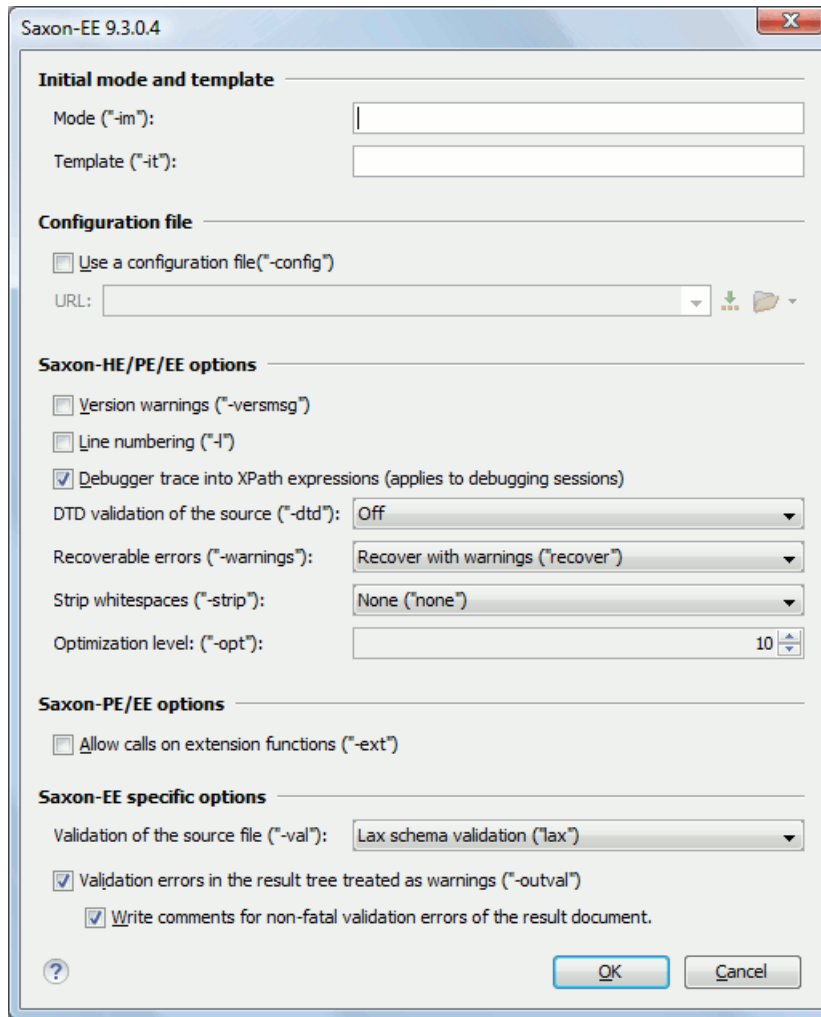 Saxon-EE 9.3.0.4
Initial mode and template
Mode ("-im"):
Template ("-it"):
Configuration file
Use a configuration file("-config")
URL:
Saxon-HE/PE/EE options
Version warnings ("-versmsg")
Line numbering ("-l")
Debugger trace into XPath expressions (applies to debugging sessions)
DTD validation of the source ("-dtd"): Off
Recoverable errors ("-warnings"): Recover with warnings ("recover")
Strip whitespaces ("-strip"): None ("none")
Optimization level: ("-opt"): 10
Saxon-PE/EE options
Allow calls on extension functions ("-ext")
Saxon-EE specific options
Validation of the source file ("-val"): Lax schema validation ("lax")
Validation errors in the result tree treated as warnings ("-outval")
Write comments for non-fatal validation errors of the result document.
? OK Cancel